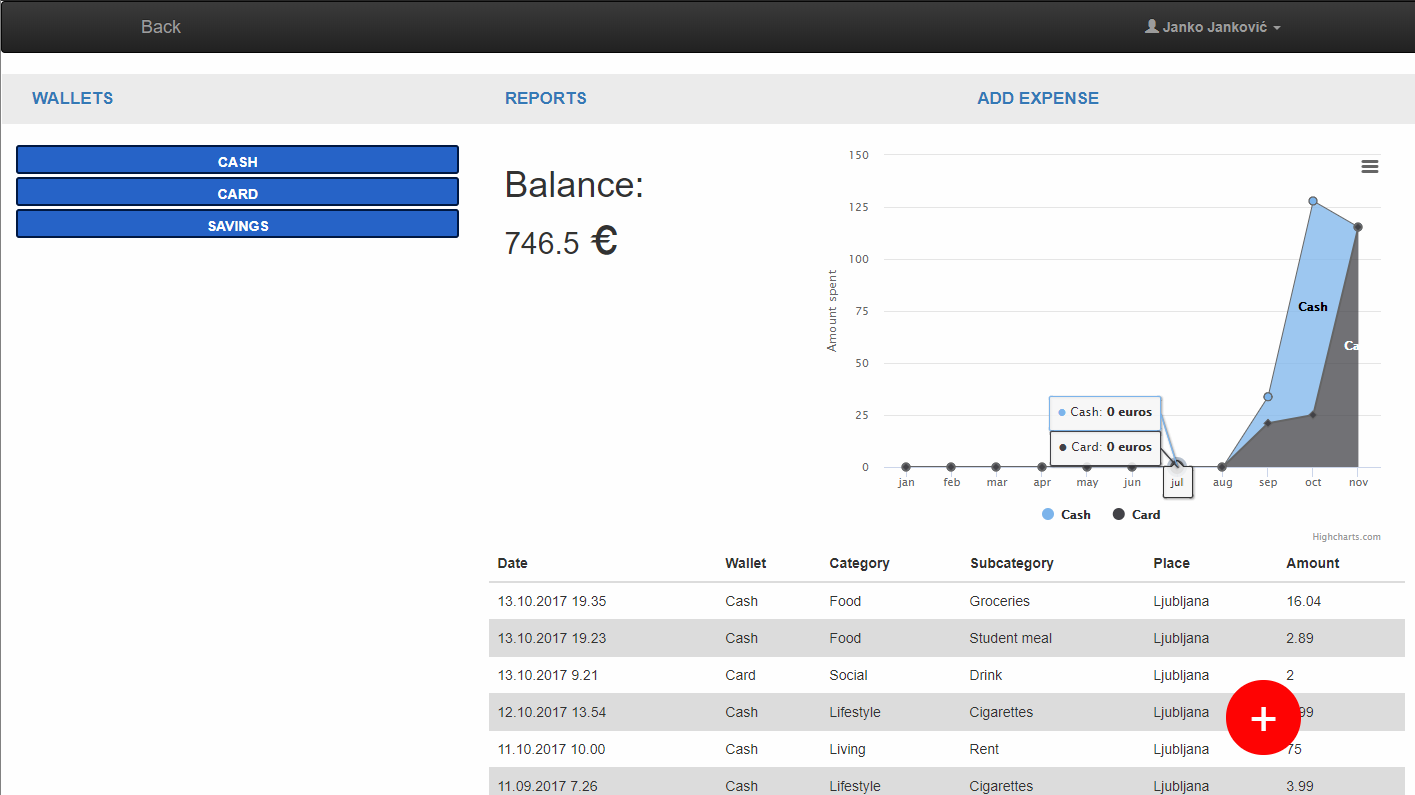 Back
Janko Janković
WALLETS REPORTS ADD EXPENSE
CASH
CARD
SAVINGS
Balance:
746.5 €
150
125
100
75
50
25
0
Amount spent
Cash
Cash: 0 euros
Card: 0 euros
jan feb mar apr may jun jul aug sep oct nov
Cash Card
Highcharts.com
Date Wallet Category Subcategory Place Amount
13.10.2017 19.35 Cash Food Groceries Ljubljana 16.04
13.10.2017 19.23 Cash Food Student meal Ljubljana 2.89
13.10.2017 9.21 Card Social Drink Ljubljana 2
12.10.2017 13.54 Cash Lifestyle Cigarettes Ljubljana
11.10.2017 10.00 Cash Living Rent Ljubljana 75
11.09.2017 7.26 Cash Lifestyle Cigarettes Ljubljana 3.99
+